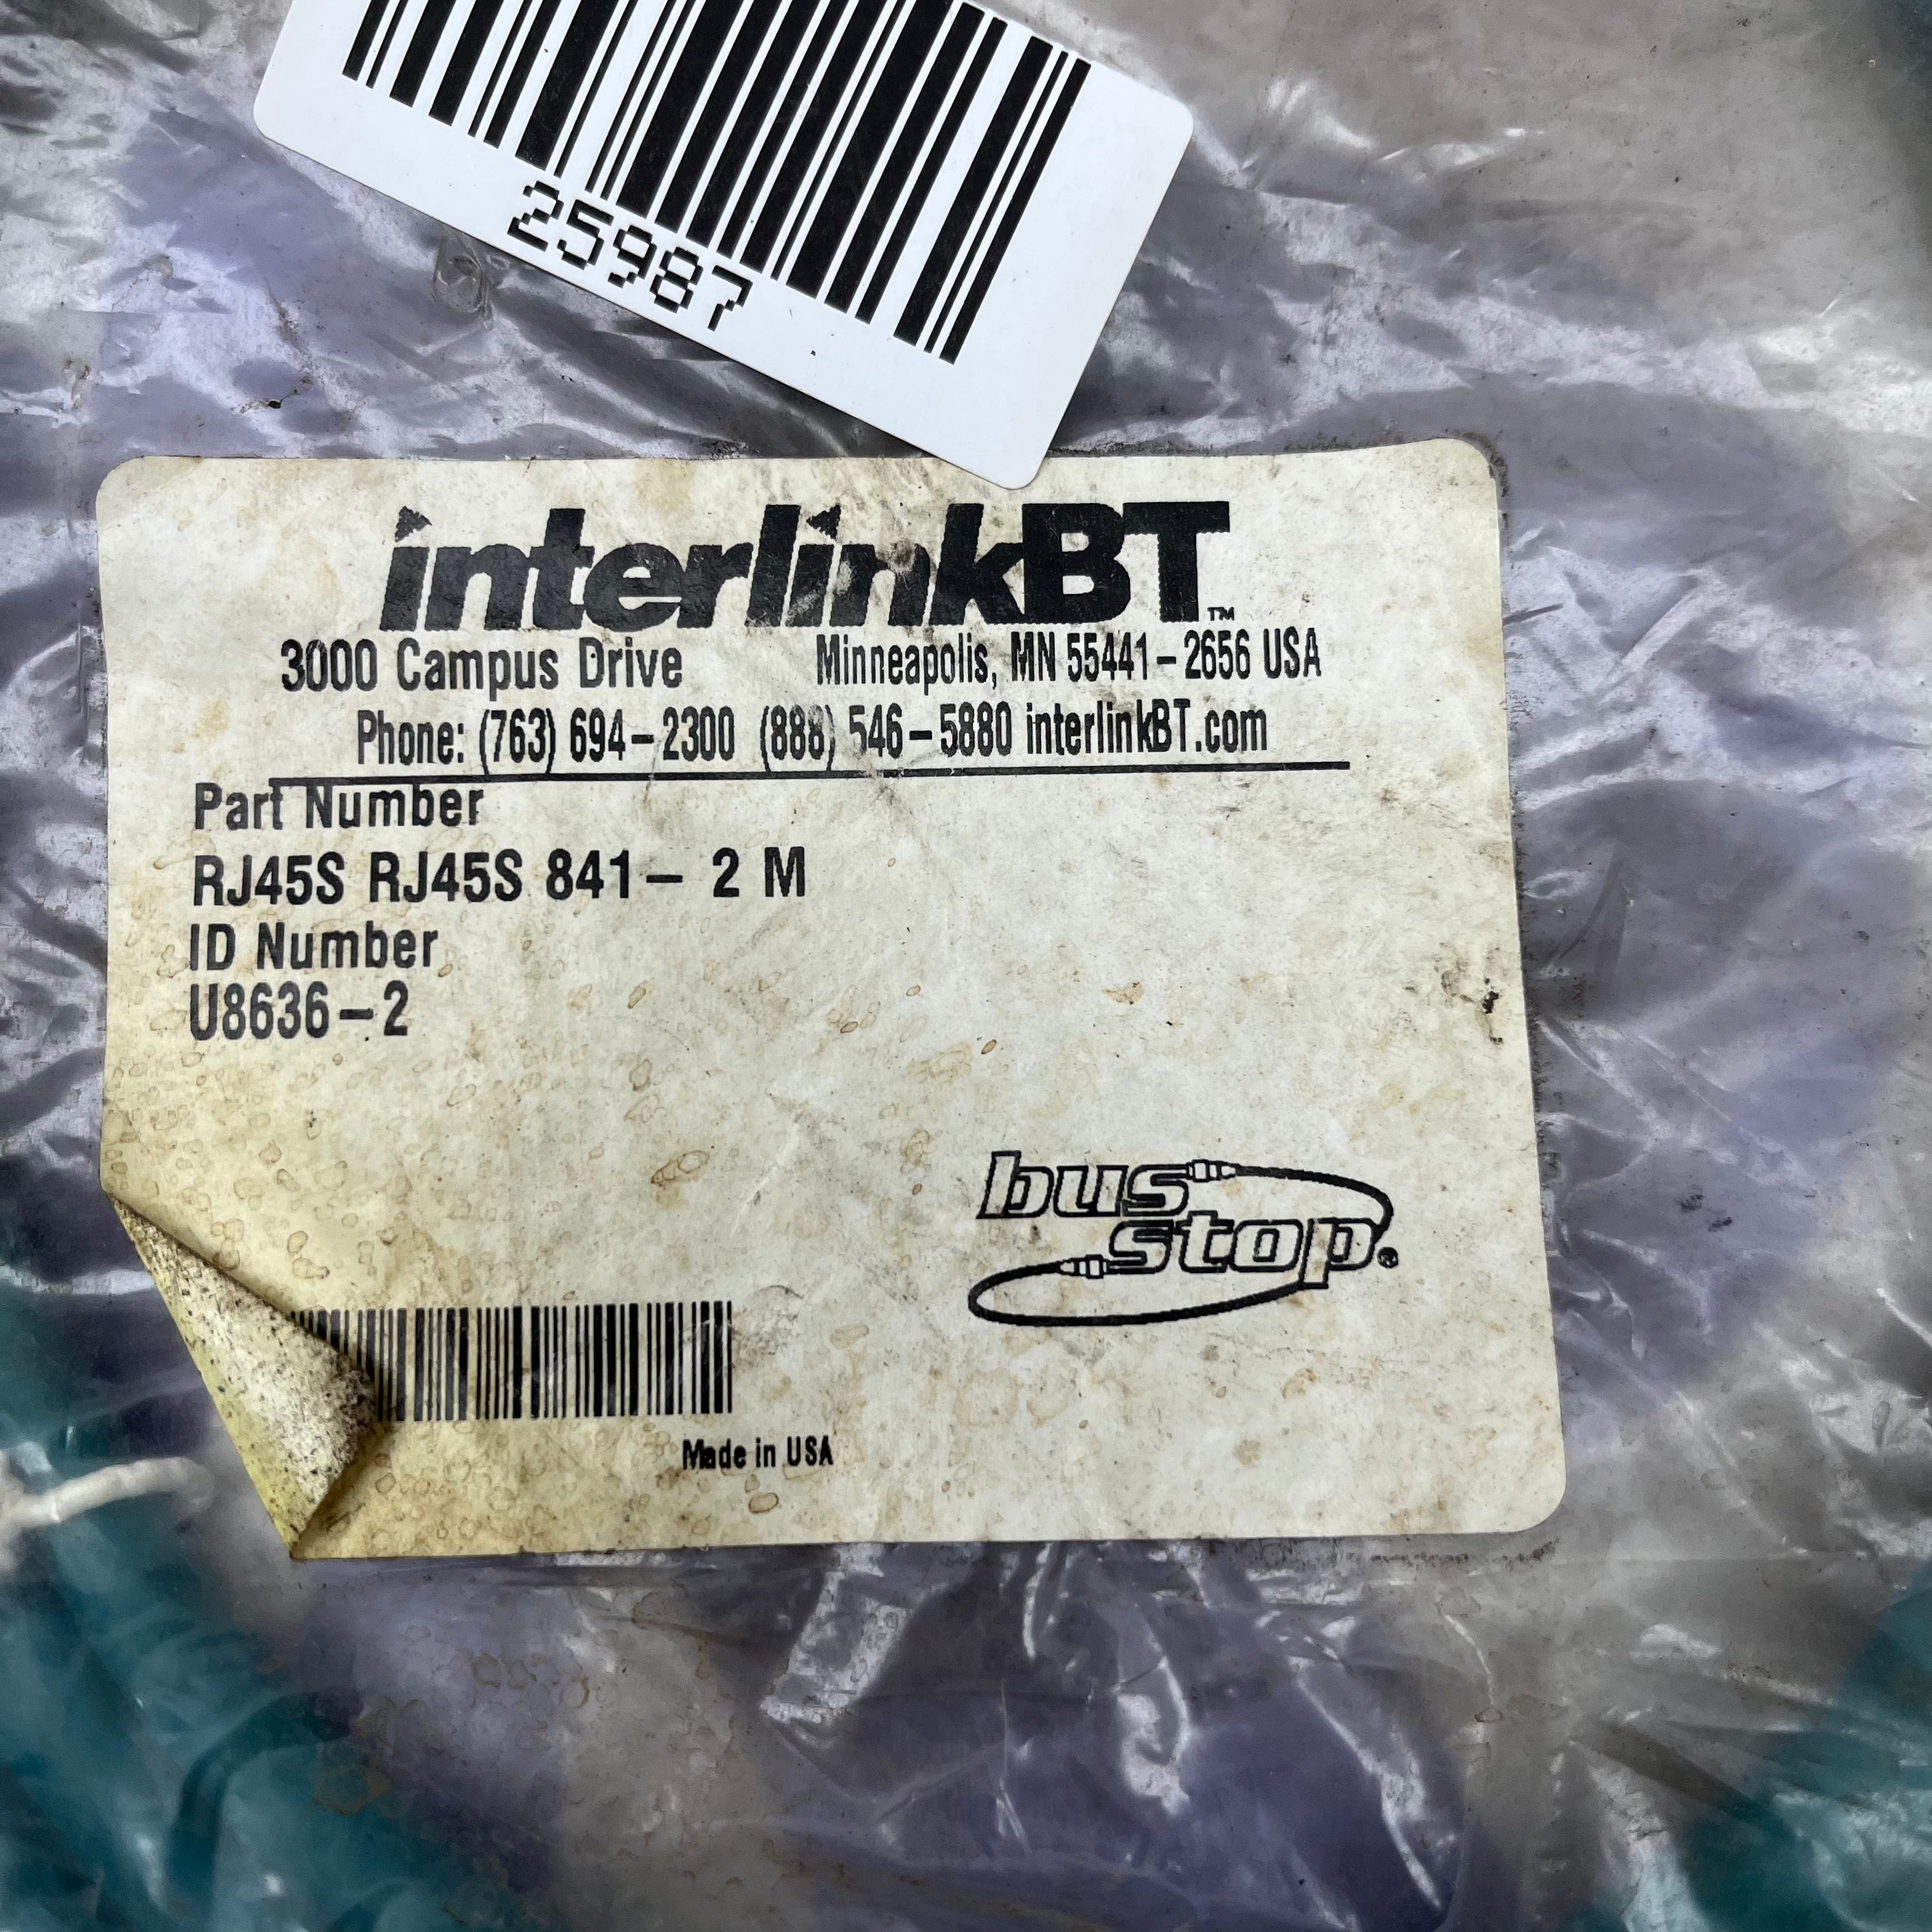 25987
interlinkBT™
3000 Campus Drive Minneapolis, MN 55441-2656 USA
Phone: (763) 694-2300 (888) 546-5880 interlinkBT.com
Part Number
RJ45S RJ45S 841- 2 M
ID Number
U8636-2
bus
stop®
Made in USA